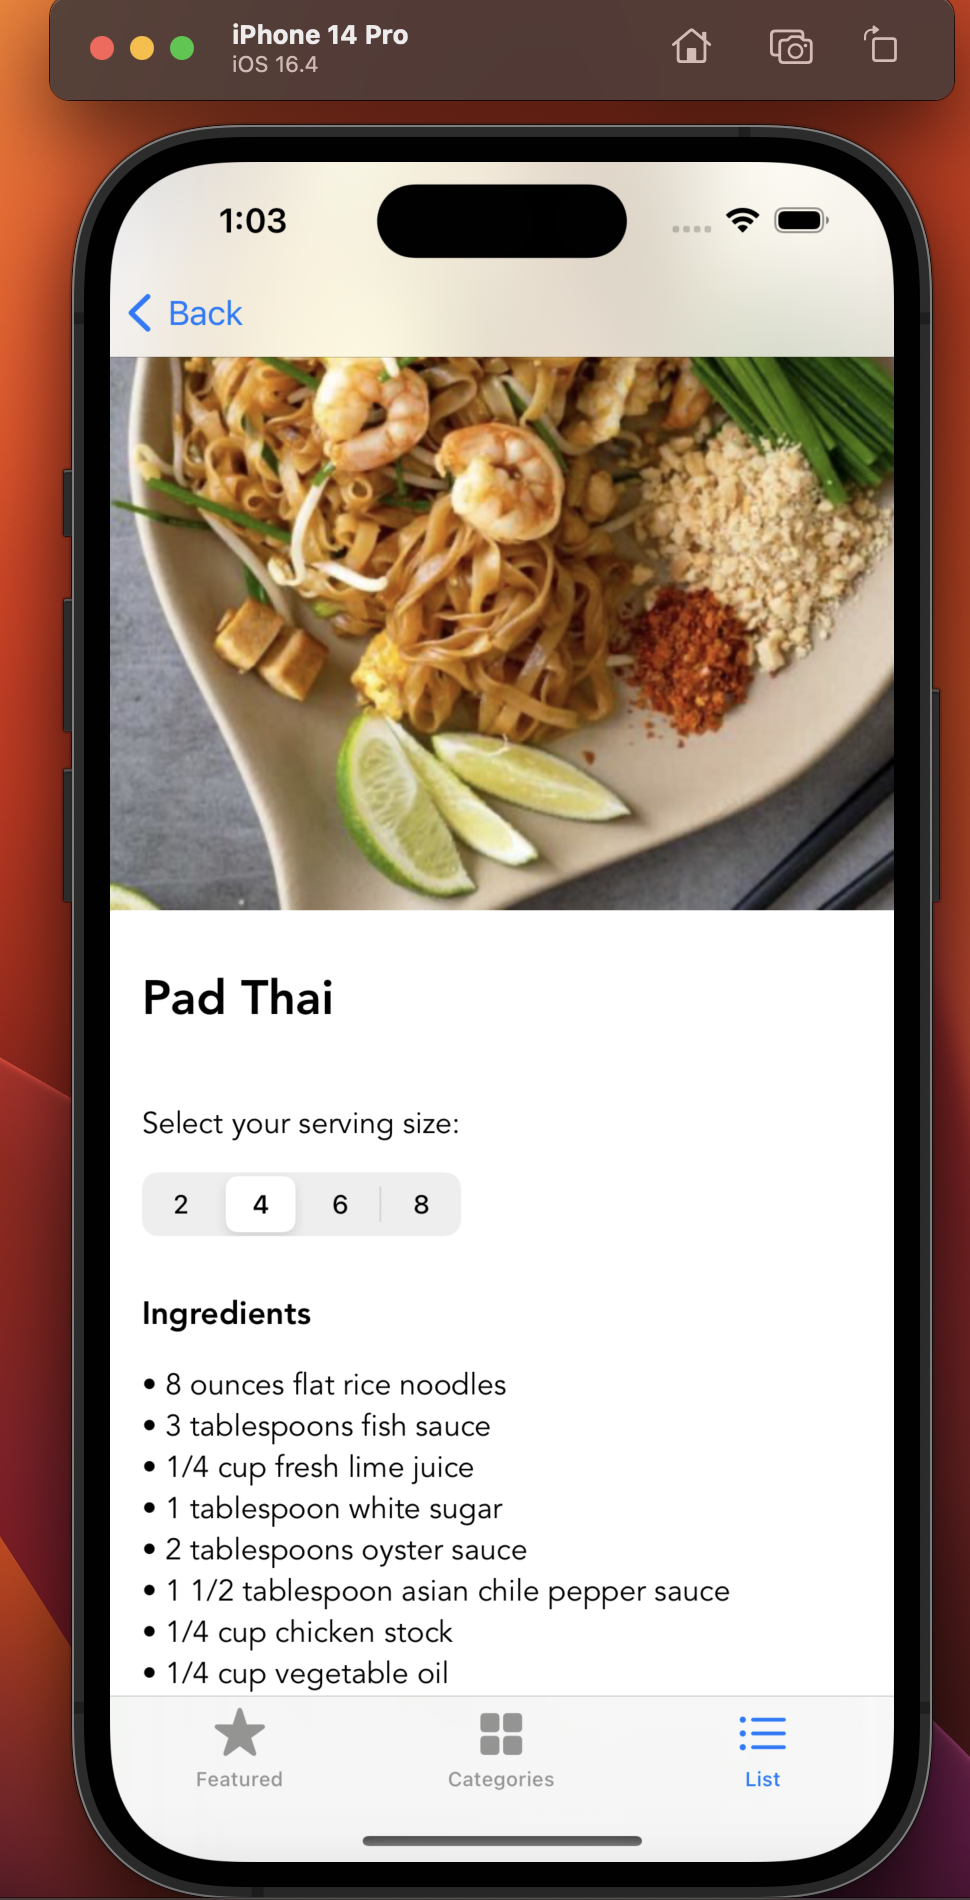 iPhone 14 Pro
iOS 16.4
1:03
Back
Pad Thai
Select your serving size:
2 4 6 8
Ingredients
• 8 ounces flat rice noodles
• 3 tablespoons fish sauce
• 1/4 cup fresh lime juice
• 1 tablespoon white sugar
• 2 tablespoons oyster sauce
• 1 1/2 tablespoon asian chile pepper sauce
• 1/4 cup chicken stock
• 1/4 cup vegetable oil
Featured Categories List